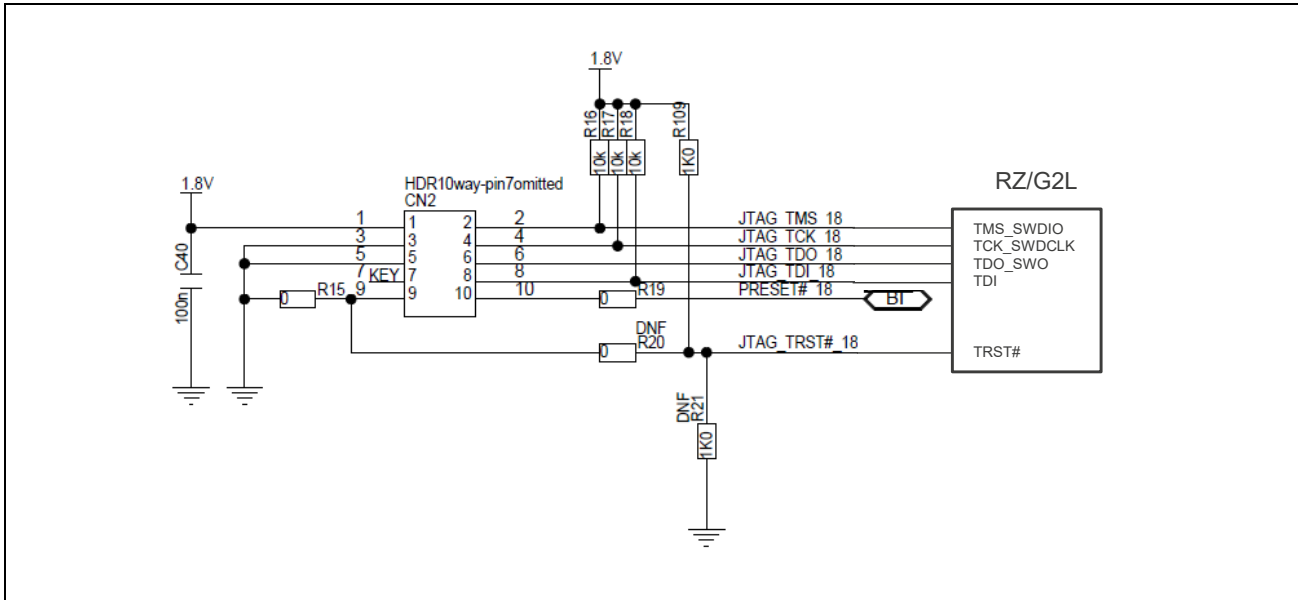 1.8V
R16
R17
R18
R109
10k
10k
10k
1K0
RZ/G2L
1.8V
HDR10way-pin7omitted
CN2
1 1 2 2 JTAG_TMS_18 TMS_SWDIO
3 3 4 4 JTAG_TCK_18 TCK_SWDCLK
5 5 6 6 JTAG_TDO_18 TDO_SWO
7 KEY 7 8 8 JTAG_TDI_18 TDI
0 R15 9 9 10 10 0 R19 PRESET#_18 BT
C40
100n
DNF
0 R20 JTAG_TRST#_18 TRST#
DNF
R21
1K0